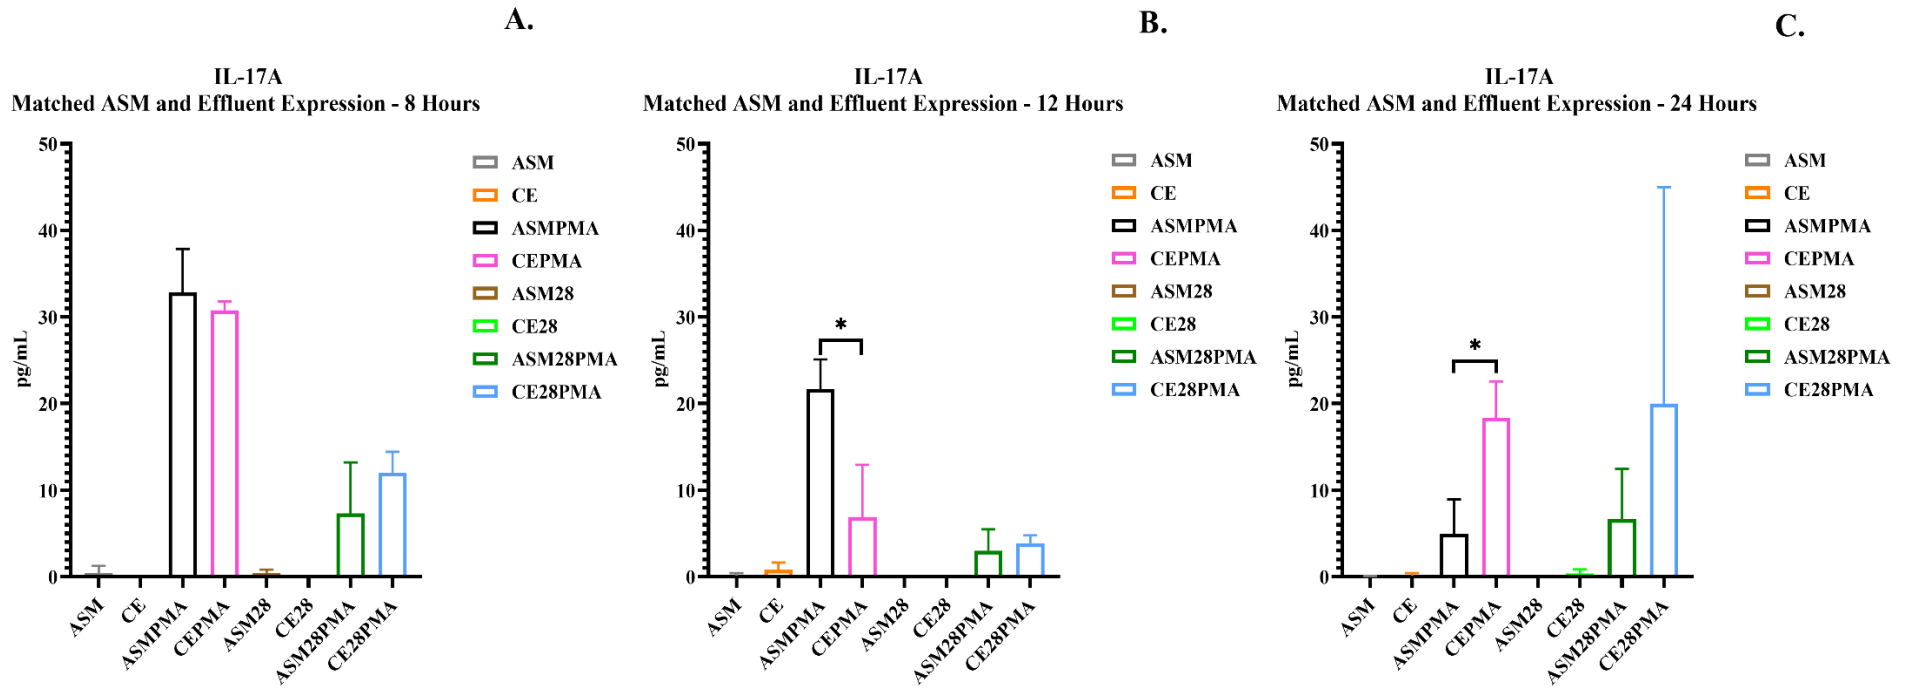 A.
IL-17A
Matched ASM and Effluent Expression - 8 Hours
50
40
30
20
10
0
pg/mL
ASM
CE
ASMPMA
CEPMA
ASM28
CE28
ASM28PMA
CE28PMA
ASM
CE
ASMPMA
CEPMA
ASM28
CE28
ASM28PMA
CE28PMA
B.
IL-17A
Matched ASM and Effluent Expression - 12 Hours
50
40
30
20
10
0
pg/mL
*
ASM
CE
ASMPMA
CEPMA
ASM28
CE28
ASM28PMA
CE28PMA
ASM
CE
ASMPMA
CEPMA
ASM28
CE28
ASM28PMA
CE28PMA
C.
IL-17A
Matched ASM and Effluent Expression - 24 Hours
50
40
30
20
10
0
pg/mL
*
ASM
CE
ASMPMA
CEPMA
ASM28
CE28
ASM28PMA
CE28PMA
ASM
CE
ASMPMA
CEPMA
ASM28
CE28
ASM28PMA
CE28PMA